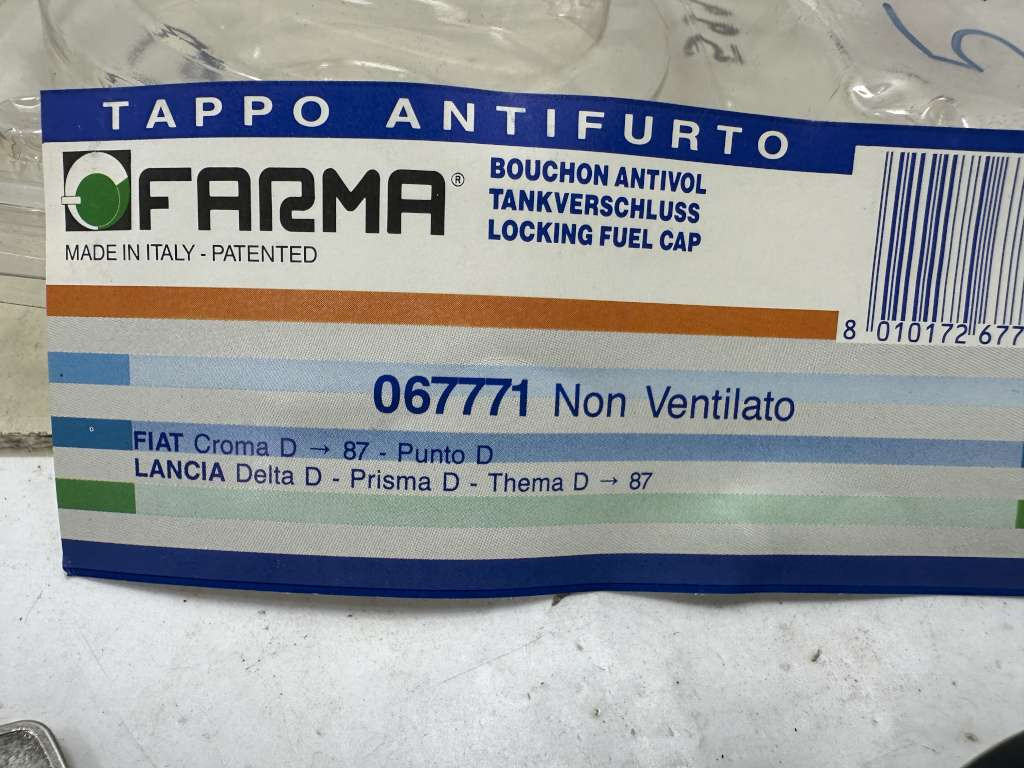 TAPPO ANTIFURTO
FARMA®
MADE IN ITALY - PATENTED
BOUCHON ANTIVOL
TANKVERSCHLUSS
LOCKING FUEL CAP
8 010172 677
067771 Non Ventilato
FIAT Croma D → 87 - Punto D
LANCIA Delta D - Prisma D - Thema D → 87